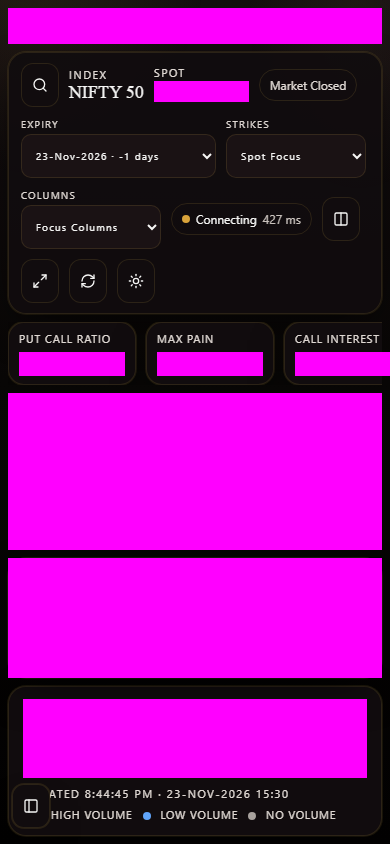 INDEX
NIFTY 50
SPOT
Market Closed
EXPIRY
23-Nov-2026 · -1 days
STRIKES
Spot Focus
COLUMNS
Focus Columns
Connecting 427 ms
PUT CALL RATIO
MAX PAIN
CALL INTEREST
8:44:45 PM · 23-NOV-2026 15:30
HIGH VOLUME LOW VOLUME NO VOLUME